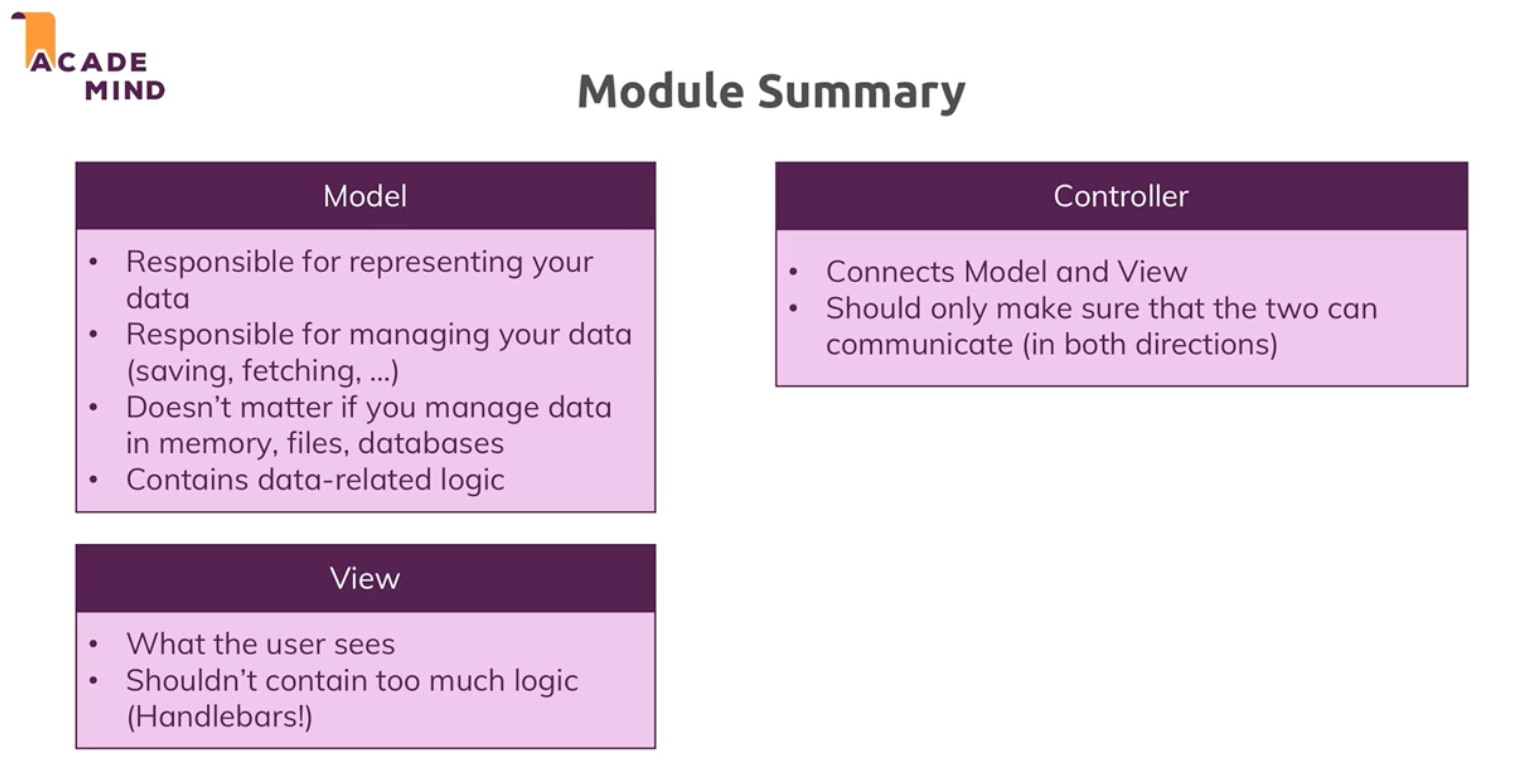 ACADE
MIND
Module Summary
Model
• Responsible for representing your
data
• Responsible for managing your data
(saving, fetching, ...)
• Doesn’t matter if you manage data
in memory, files, databases
• Contains data-related logic
View
• What the user sees
• Shouldn’t contain too much logic
(Handlebars!)
Controller
• Connects Model and View
• Should only make sure that the two can
communicate (in both directions)